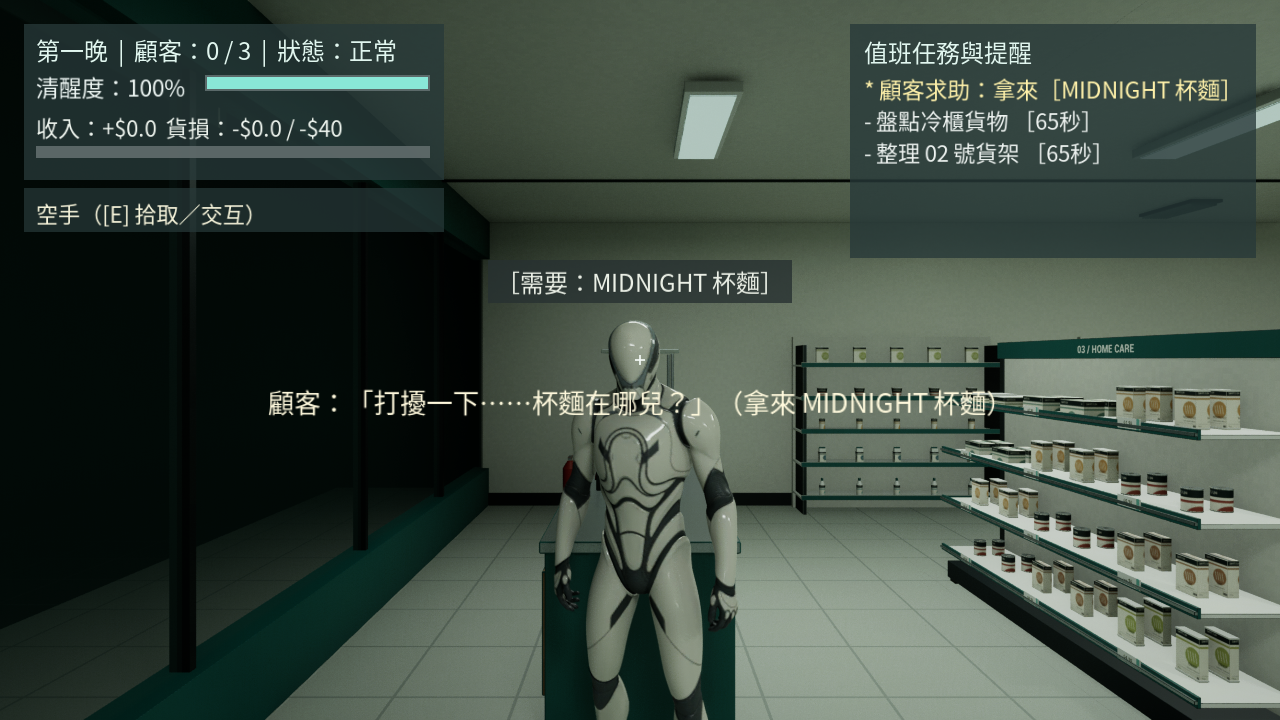 第一晚｜顧客：0 / 3｜狀態：正常
清醒度：100%
收入：+$0.0 貨損：-$0.0 / -$40
空手（[E] 拾取／交互）
值班任務與提醒
* 顧客求助：拿來［MIDNIGHT 杯麵］
- 盤點冷櫃貨物 ［65秒］
- 整理 02 號貨架 ［65秒］
［需要：MIDNIGHT 杯麵］
03 / HOME CARE
顧客：「打擾一下……杯麵在哪兒？」（拿來 MIDNIGHT 杯麵）